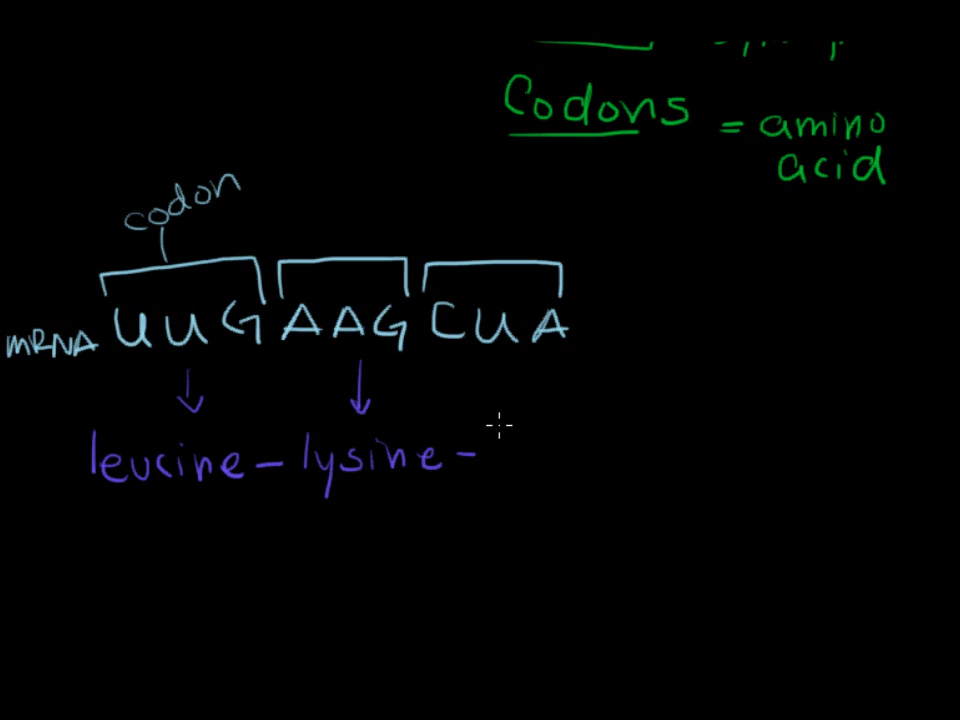 Codons = amino
acid
codon
mRNA UUG AAG CUA
leucine - lysine -